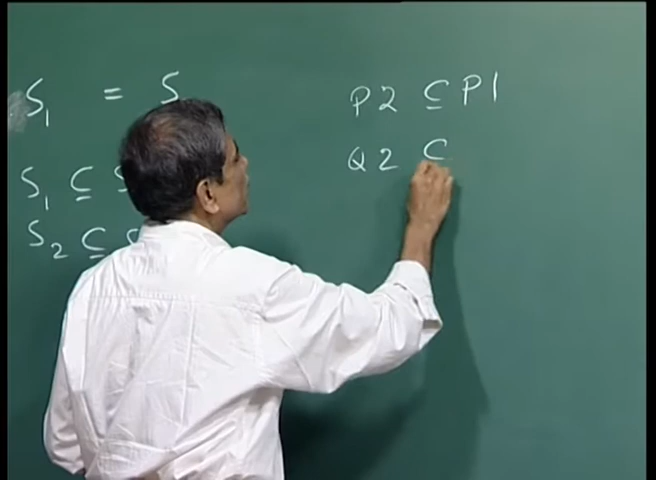 S₁ = S
P2 ⊆ P1
S₁ ⊆
Q2 ⊂
S₂ ⊆